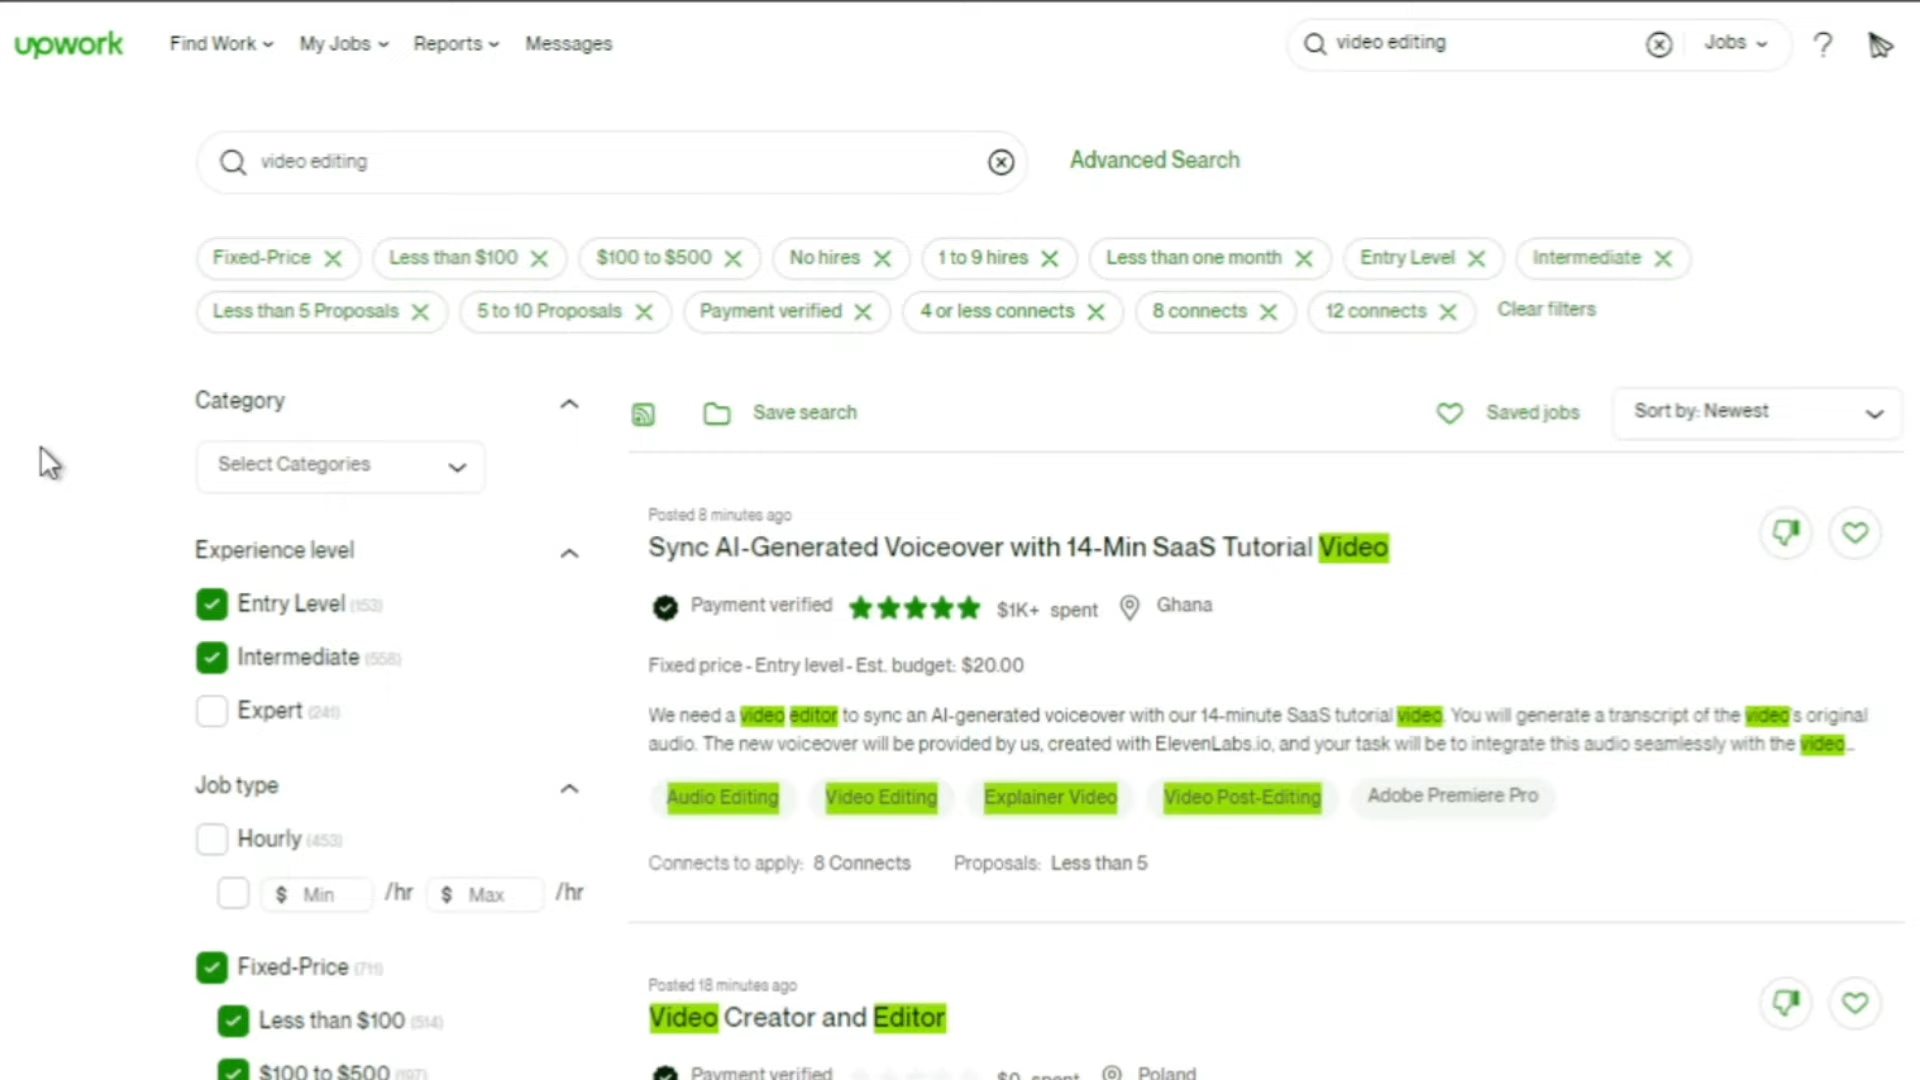 upwork Find Work My Jobs Reports Messages video editing Jobs ?
video editing Advanced Search
Fixed-Price Less than $100 $100 to $500 No hires 1 to 9 hires Less than one month Entry Level Intermediate
Less than 5 Proposals 5 to 10 Proposals Payment verified 4 or less connects 8 connects 12 connects Clear filters
Category
Select Categories
Experience level
Entry Level (153)
Intermediate (558)
Expert (241)
Job type
Hourly (453)
$ Min /hr $ Max /hr
Fixed-Price (711)
Less than $100 (514)
$100 to $500 (197)
Save search Saved jobs Sort by: Newest
Posted 8 minutes ago
Sync AI-Generated Voiceover with 14-Min SaaS Tutorial Video
Payment verified $1K+ spent Ghana
Fixed price - Entry level - Est. budget: $20.00
We need a video editor to sync an AI-generated voiceover with our 14-minute SaaS tutorial video. You will generate a transcript of the video's original
audio. The new voiceover will be provided by us, created with ElevenLabs.io, and your task will be to integrate this audio seamlessly with the video...
Audio Editing Video Editing Explainer Video Video Post-Editing Adobe Premiere Pro
Connects to apply: 8 Connects Proposals: Less than 5
Posted 18 minutes ago
Video Creator and Editor
Payment verified $0 spent Poland